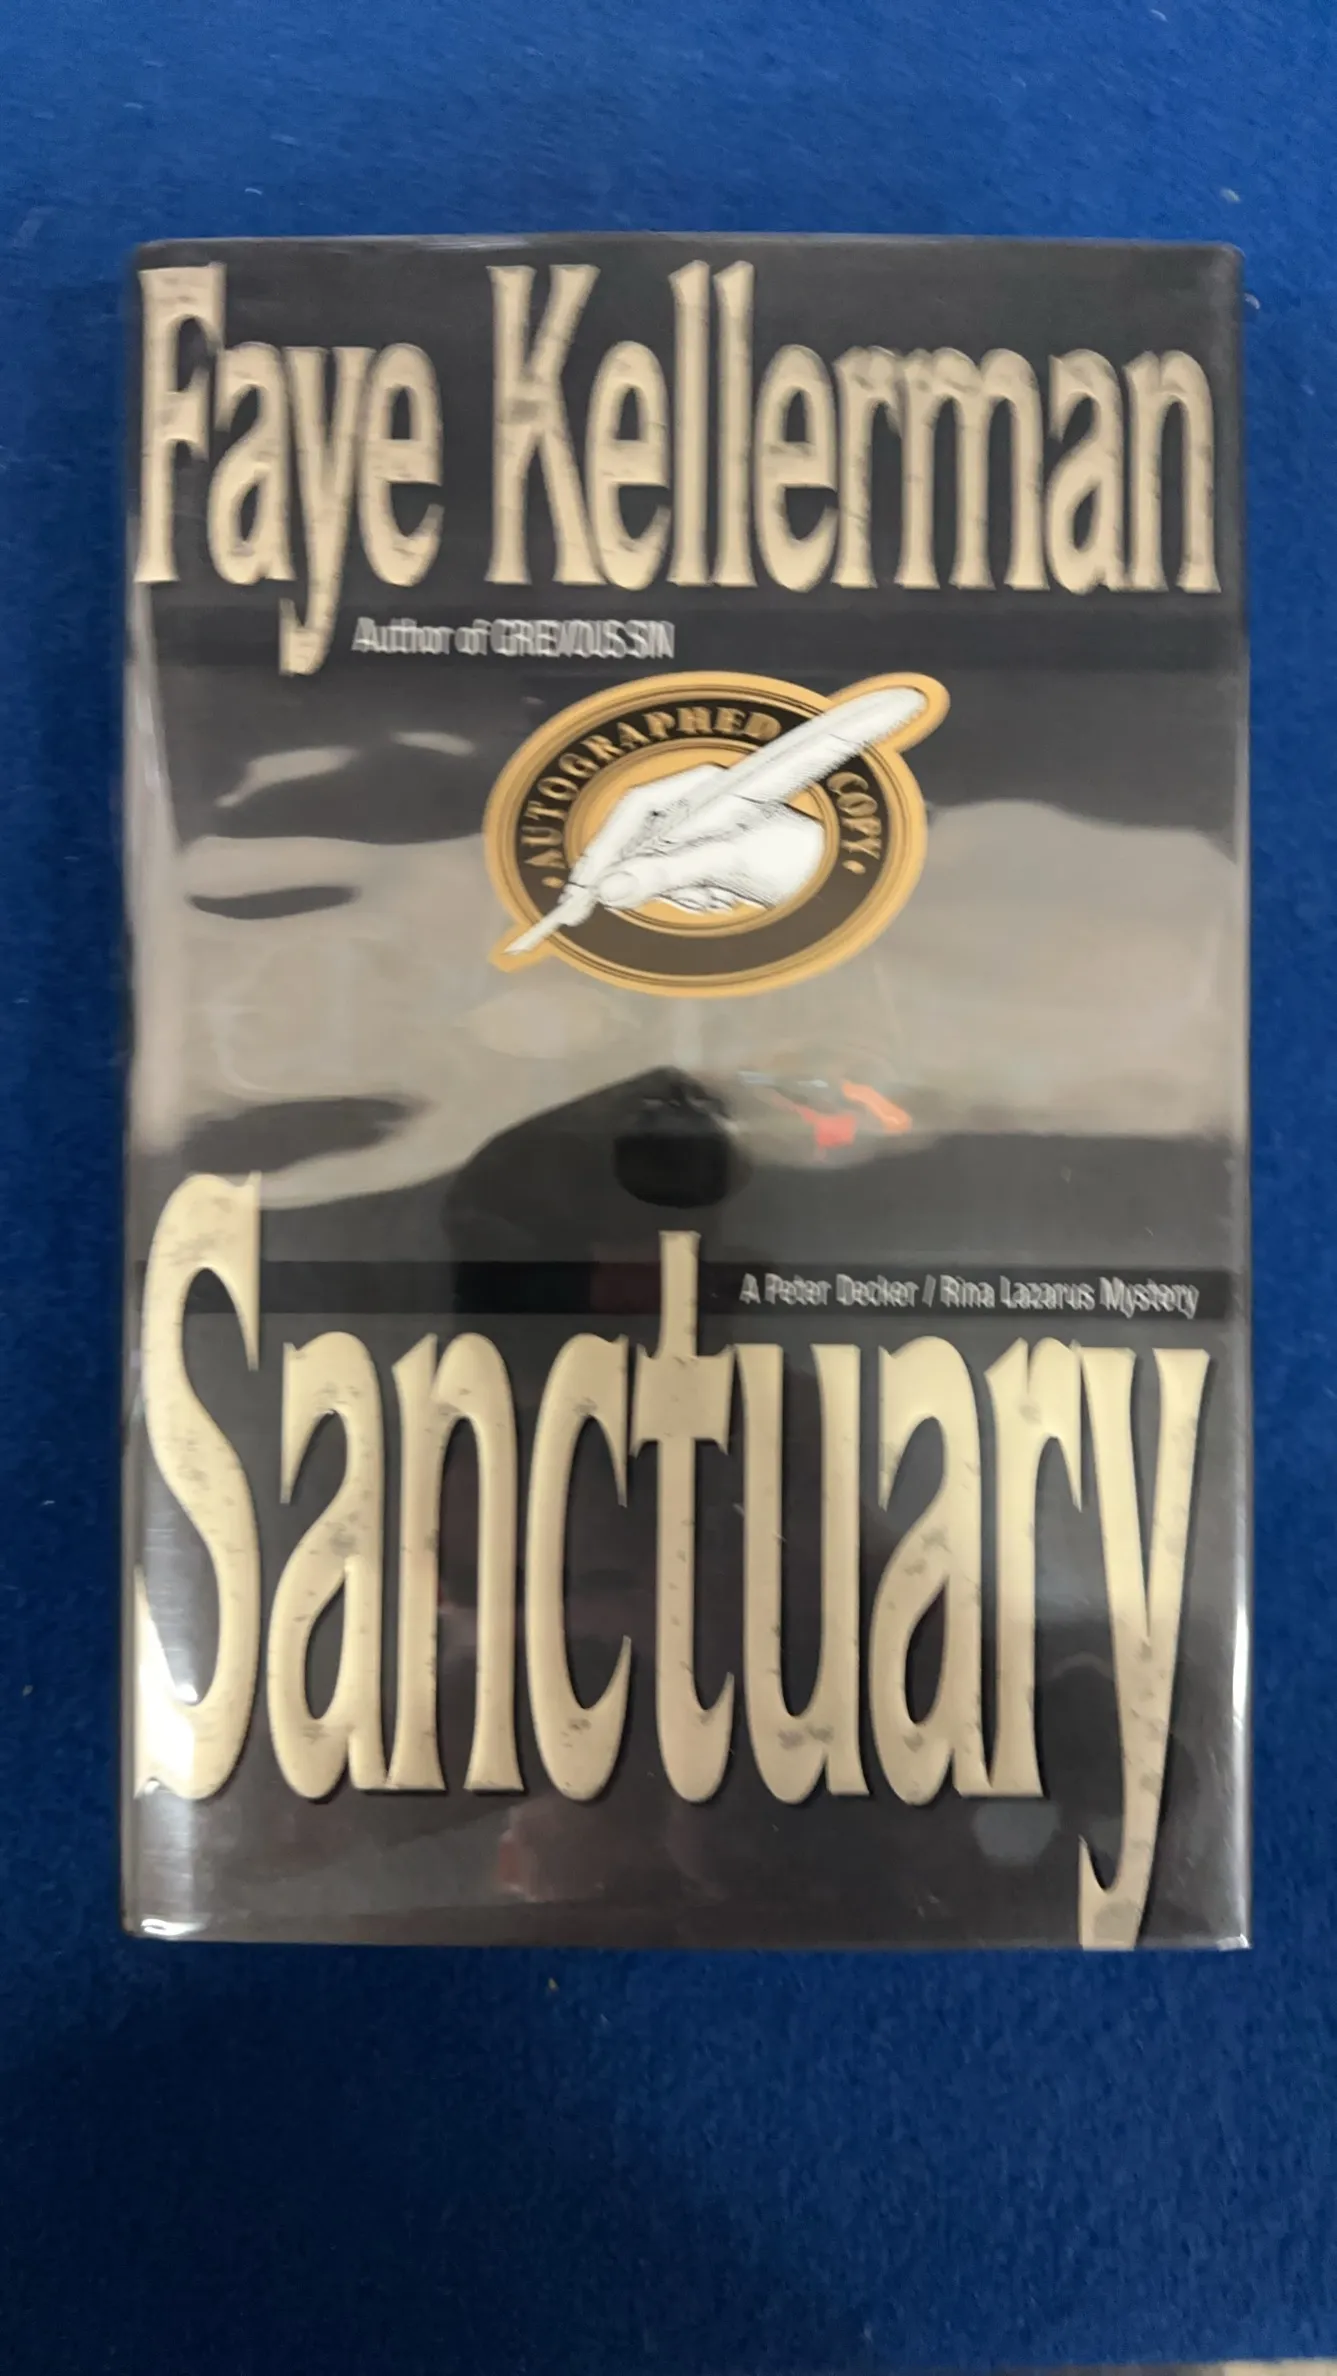 Faye Kellerman
Author of GRIEVOUS SIN
AUTOGRAPHED COPY
A Peter Decker / Rina Lazarus Mystery
Sanctuary